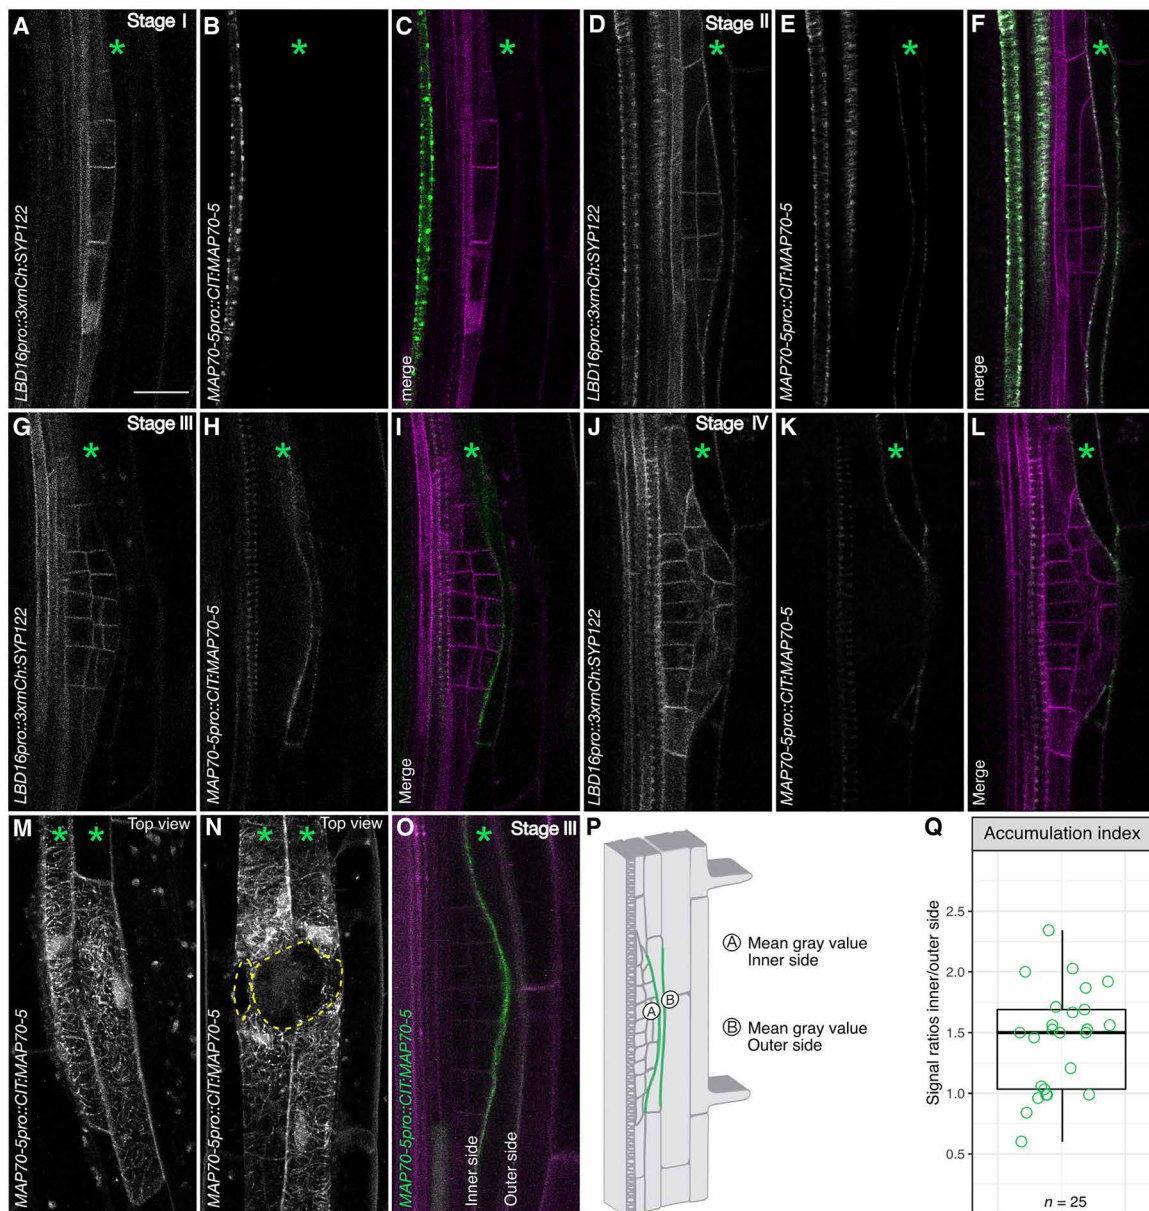 A
Stage I
LBD16pro::3xmCh:SYP122
B
MAP70-5pro::CIT:MAP70-5
C
merge
D
Stage II
LBD16pro::3xmCh:SYP122
E
MAP70-5pro::CIT:MAP70-5
F
merge
G
Stage III
LBD16pro::3xmCh:SYP122
H
MAP70-5pro::CIT:MAP70-5
I
Merge
J
Stage IV
LBD16pro::3xmCh:SYP122
K
MAP70-5pro::CIT:MAP70-5
L
Merge
M
Top view
MAP70-5pro::CIT:MAP70-5
N
Top view
MAP70-5pro::CIT:MAP70-5
O
Stage III
MAP70-5pro::CIT:MAP70-5
Inner side
Outer side
P
A
B
A Mean gray value
Inner side
B Mean gray value
Outer side
Q
Accumulation index
Signal ratios inner/outer side
2.5
2.0
1.5
1.0
0.5
n = 25